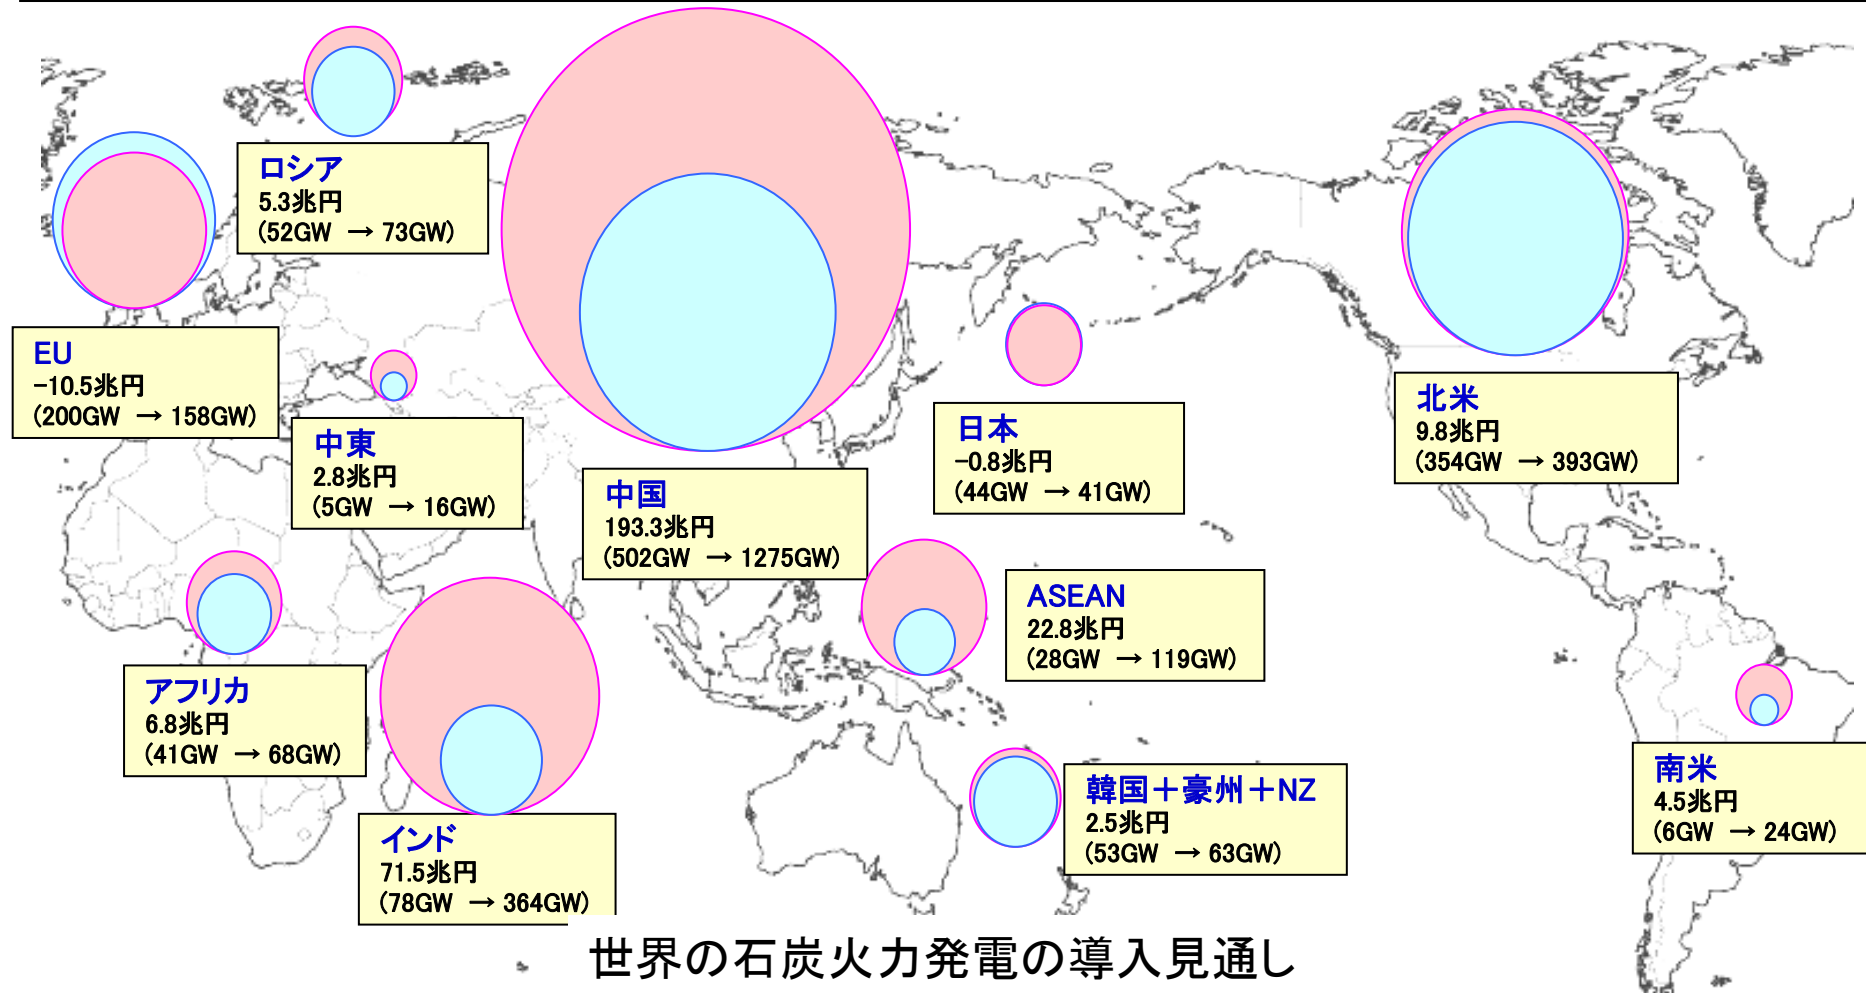 ロシア
5.3兆円
(52GW → 73GW)
EU
-10.5兆円
(200GW → 158GW)
中東
2.8兆円
(5GW → 16GW)
中国
193.3兆円
(502GW → 1275GW)
日本
-0.8兆円
(44GW → 41GW)
北米
9.8兆円
(354GW → 393GW)
アフリカ
6.8兆円
(41GW → 68GW)
インド
71.5兆円
(78GW → 364GW)
ASEAN
22.8兆円
(28GW → 119GW)
韓国＋豪州＋NZ
2.5兆円
(53GW → 63GW)
南米
4.5兆円
(6GW → 24GW)
世界の石炭火力発電の導入見通し